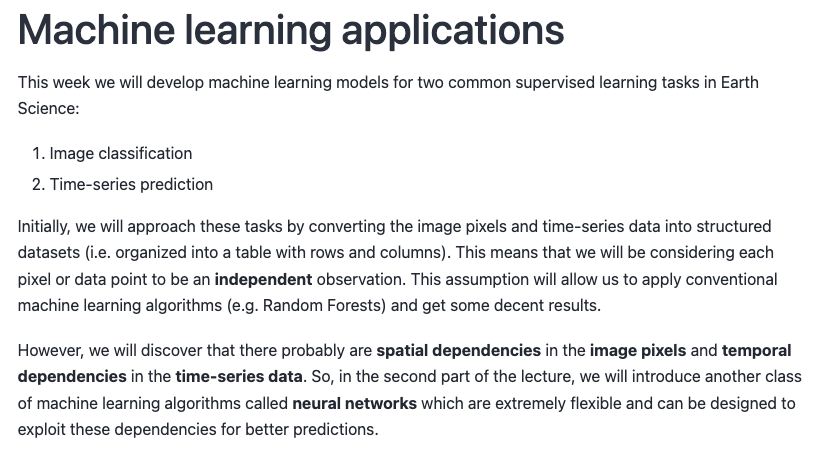 Machine learning applications
This week we will develop machine learning models for two common supervised learning tasks in Earth
Science:
1. Image classification
2. Time-series prediction
Initially, we will approach these tasks by converting the image pixels and time-series data into structured
datasets (i.e. organized into a table with rows and columns). This means that we will be considering each
pixel or data point to be an independent observation. This assumption will allow us to apply conventional
machine learning algorithms (e.g. Random Forests) and get some decent results.
However, we will discover that there probably are spatial dependencies in the image pixels and temporal
dependencies in the time-series data. So, in the second part of the lecture, we will introduce another class
of machine learning algorithms called neural networks which are extremely flexible and can be designed to
exploit these dependencies for better predictions.